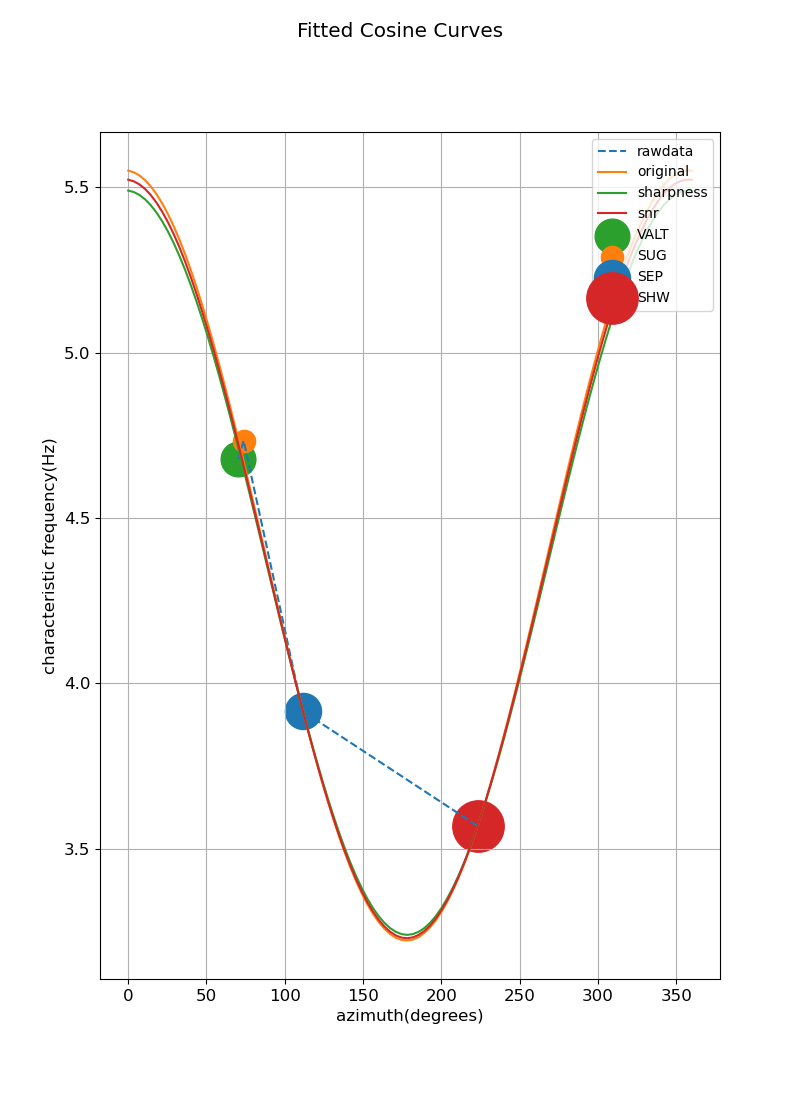 Fitted Cosine Curves
rawdata
original
sharpness
snr
VALT
SUG
SEP
SHW
5.5
5.0
4.5
4.0
3.5
characteristic frequency(Hz)
0 50 100 150 200 250 300 350
azimuth(degrees)